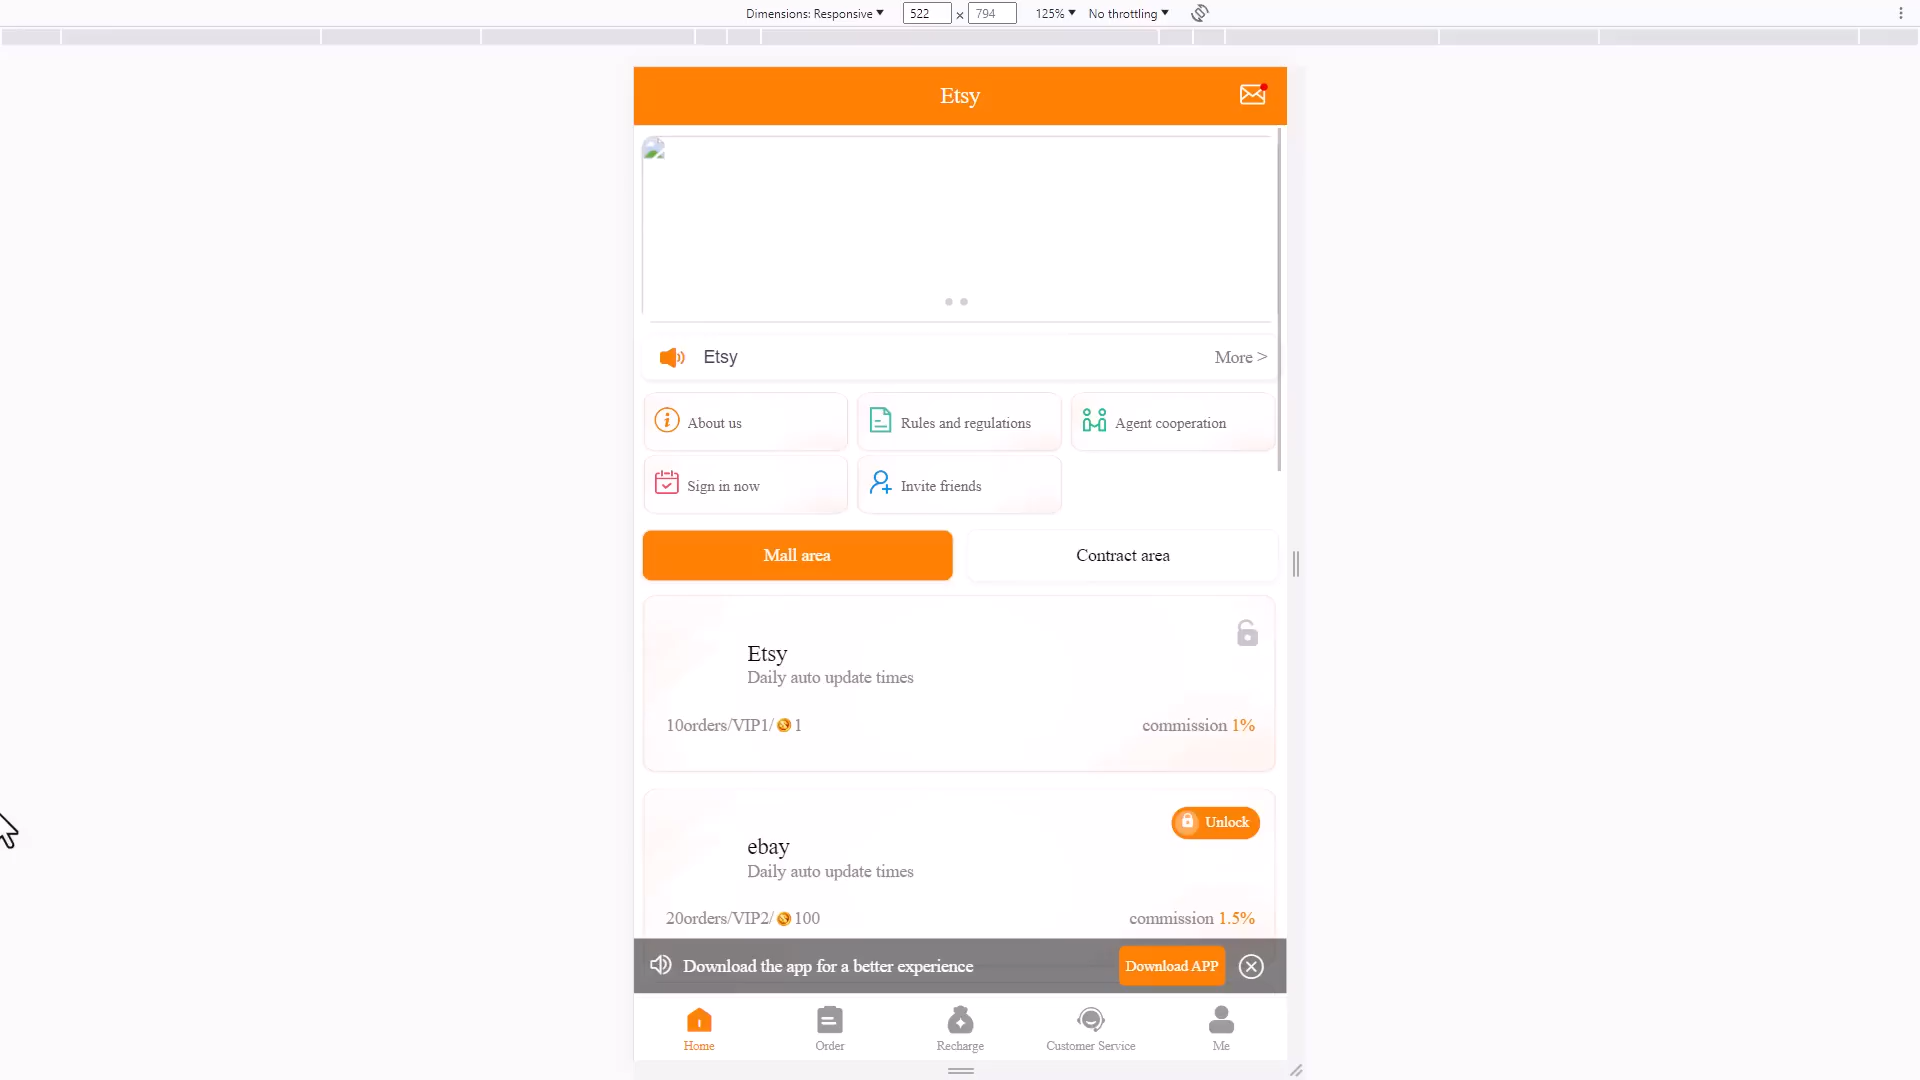 Dimensions: Responsive 522 x 794 125% No throttling
Etsy
Etsy More >
About us Rules and regulations Agent cooperation
Sign in now Invite friends
Mall area Contract area
Etsy
Daily auto update times
10orders/VIP1/ 1 commission 1%
Unlock
ebay
Daily auto update times
20orders/VIP2/ 100 commission 1.5%
Download the app for a better experience Download APP
Home Order Recharge Customer Service Me